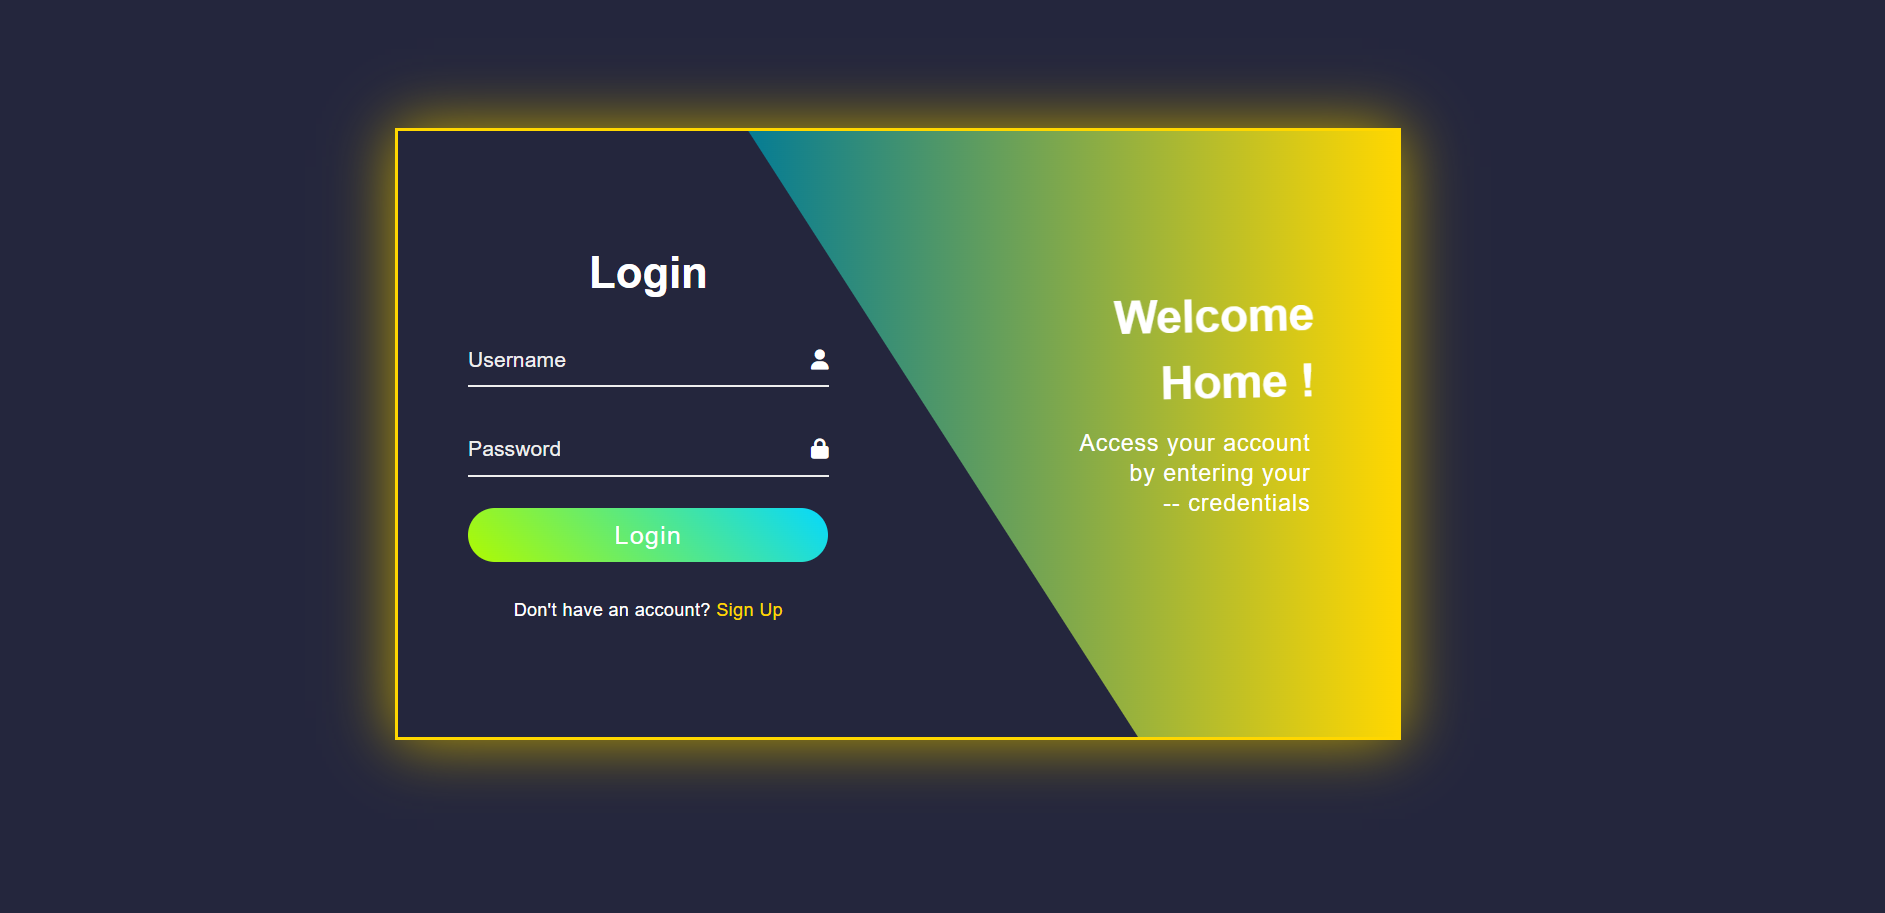 Login
Username
Password
Login
Don't have an account? Sign Up
Welcome
Home !
Access your account
by entering your
-- credentials